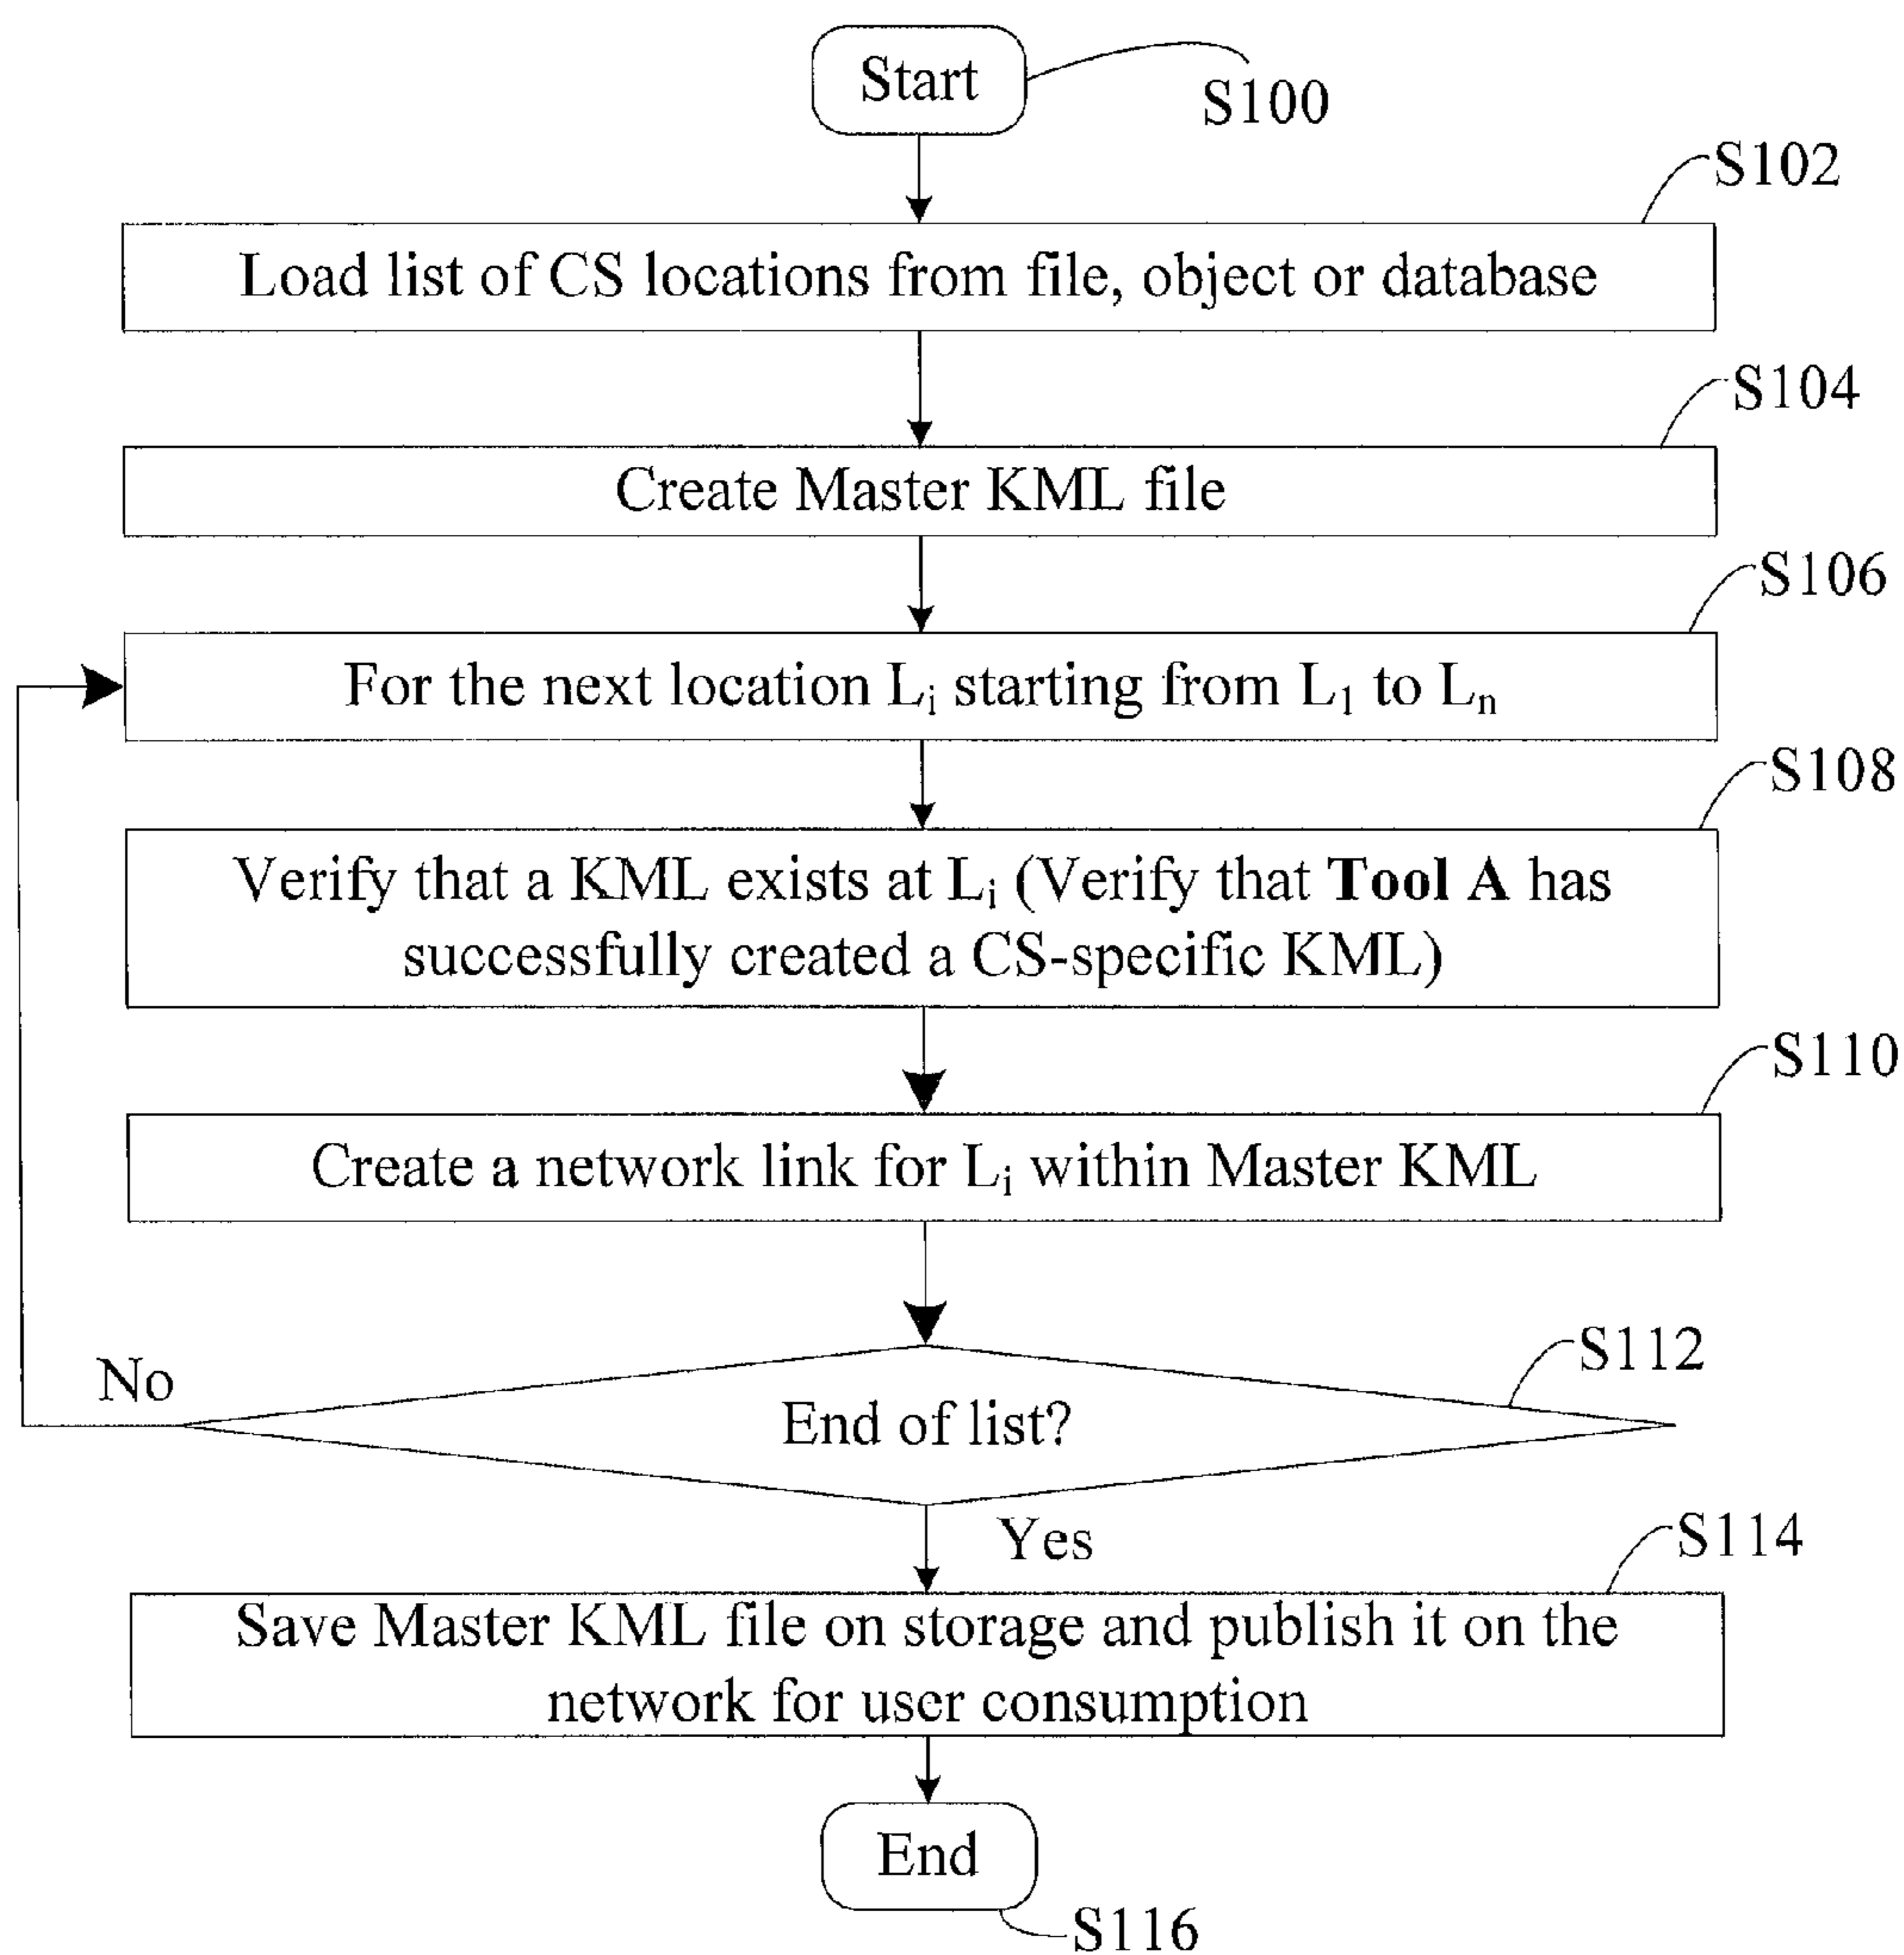 Start
S100
S102
Load list of CS locations from file, object or database
S104
Create Master KML file
S106
For the next location Li starting from L1 to Ln
S108
Verify that a KML exists at Li (Verify that Tool A has
successfully created a CS-specific KML)
S110
Create a network link for Li within Master KML
S112
No
End of list?
Yes
S114
Save Master KML file on storage and publish it on the
network for user consumption
End
S116